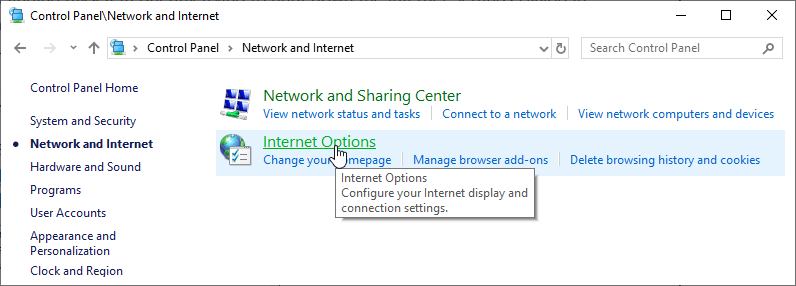 Control Panel\Network and Internet
Control Panel Network and Internet Search Control Panel
Control Panel Home
System and Security
Network and Internet
Hardware and Sound
Programs
User Accounts
Appearance and
Personalization
Clock and Region
Network and Sharing Center
View network status and tasks Connect to a network View network computers and devices
Internet Options
Change your mepage Manage browser add-ons Delete browsing history and cookies
Internet Options
Configure your Internet display and
connection settings.